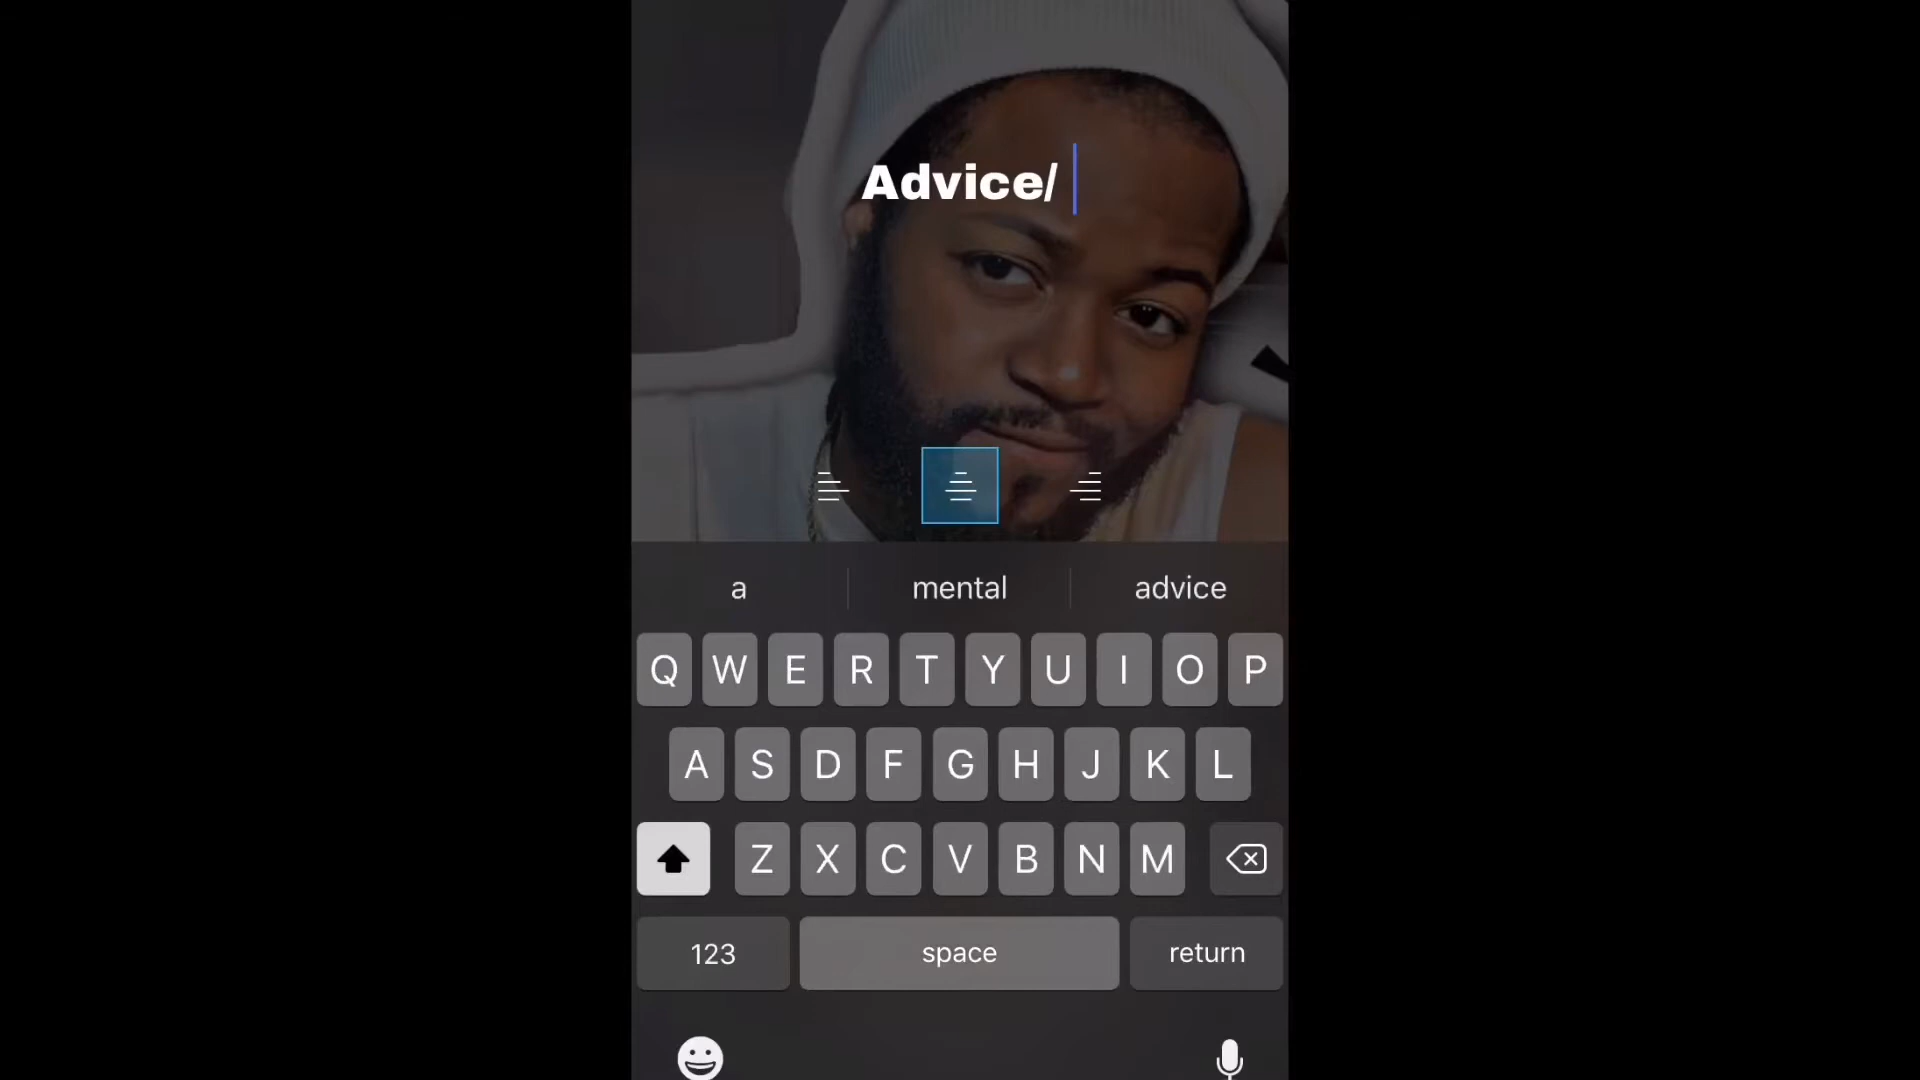 Advice/
a mental advice
Q W E R T Y U I O P
A S D F G H J K L
Z X C V B N M
123 space return